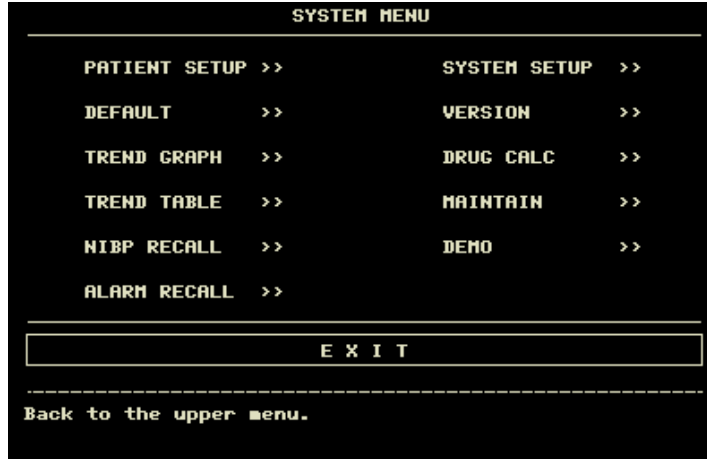 SYSTEM MENU
PATIENT SETUP >> SYSTEM SETUP >>
DEFAULT >> VERSION >>
TREND GRAPH >> DRUG CALC >>
TREND TABLE >> MAINTAIN >>
NIBP RECALL >> DEMO >>
ALARM RECALL >>
E X I T
Back to the upper menu.